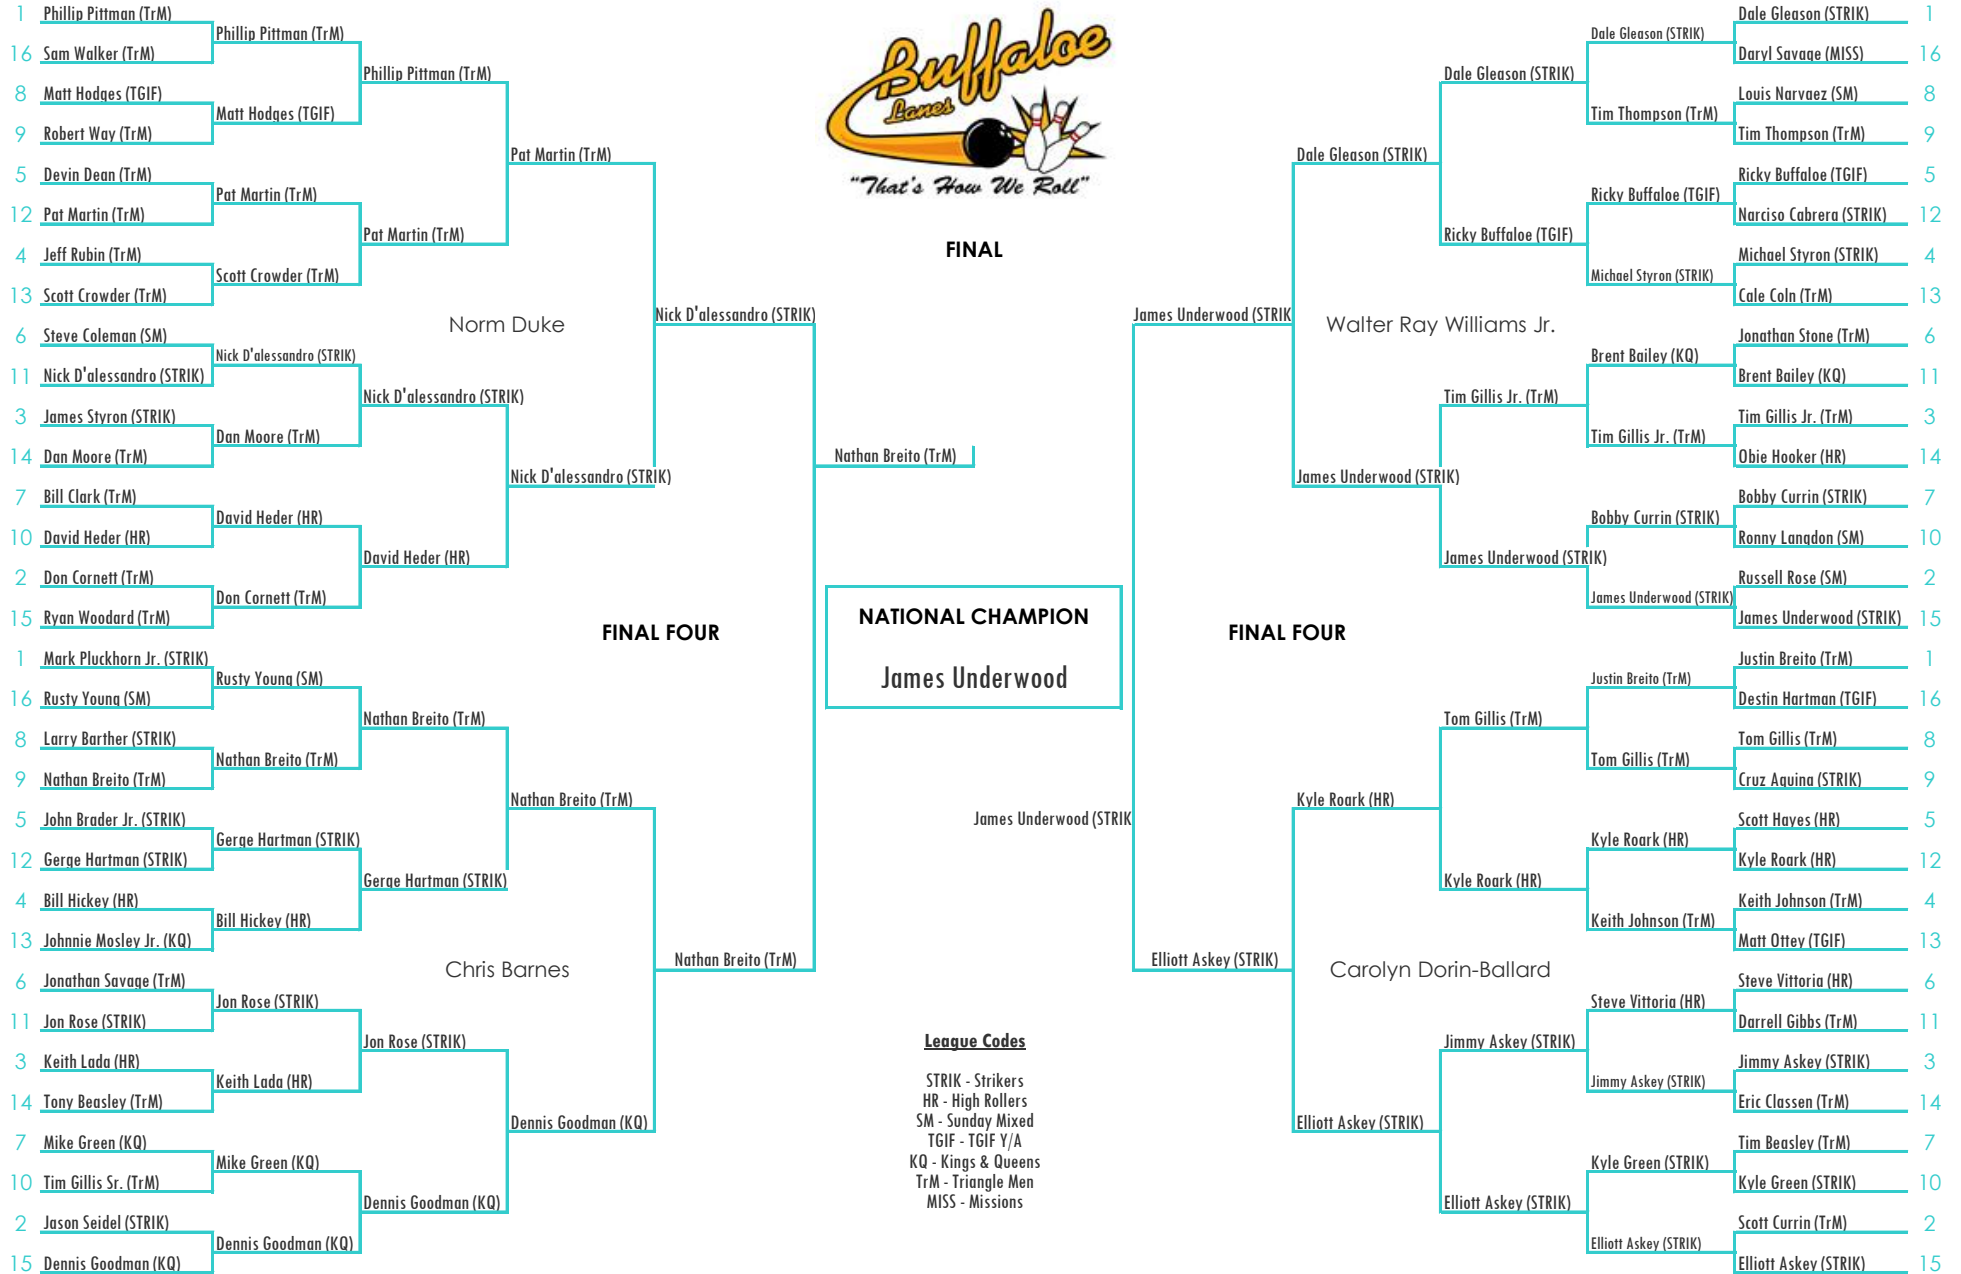 1 Phillip Pittman (TrM)
16 Sam Walker (TrM)
8 Matt Hodges (TGIF)
9 Robert Way (TrM)
5 Devin Dean (TrM)
12 Pat Martin (TrM)
4 Jeff Rubin (TrM)
13 Scott Crowder (TrM)
6 Steve Coleman (SM)
11 Nick D'alessandro (STRIK)
3 James Styron (STRIK)
14 Dan Moore (TrM)
7 Bill Clark (TrM)
10 David Heder (HR)
2 Don Cornett (TrM)
15 Ryan Woodard (TrM)
1 Mark Pluckhorn Jr. (STRIK)
16 Rusty Young (SM)
8 Larry Barther (STRIK)
9 Nathan Breito (TrM)
5 John Brader Jr. (STRIK)
12 Gerge Hartman (STRIK)
4 Bill Hickey (HR)
13 Johnnie Mosley Jr. (KQ)
6 Jonathan Savage (TrM)
11 Jon Rose (STRIK)
3 Keith Lada (HR)
14 Tony Beasley (TrM)
7 Mike Green (KQ)
10 Tim Gillis Sr. (TrM)
2 Jason Seidel (STRIK)
15 Dennis Goodman (KQ)
Phillip Pittman (TrM)
Matt Hodges (TGIF)
Pat Martin (TrM)
Scott Crowder (TrM)
Nick D'alessandro (STRIK)
Dan Moore (TrM)
David Heder (HR)
Don Cornett (TrM)
Rusty Young (SM)
Nathan Breito (TrM)
Gerge Hartman (STRIK)
Bill Hickey (HR)
Jon Rose (STRIK)
Keith Lada (HR)
Mike Green (KQ)
Dennis Goodman (KQ)
Phillip Pittman (TrM)
Pat Martin (TrM)
Nick D'alessandro (STRIK)
David Heder (HR)
Nathan Breito (TrM)
Gerge Hartman (STRIK)
Jon Rose (STRIK)
Dennis Goodman (KQ)
Pat Martin (TrM)
Norm Duke
Nick D'alessandro (STRIK)
Nathan Breito (TrM)
Chris Barnes
Dennis Goodman (KQ)
Nick D'alessandro (STRIK)
FINAL FOUR
Nathan Breito (TrM)
Buffaloe
Lanes
"That's How We Roll"
FINAL
Nathan Breito (TrM)
NATIONAL CHAMPION
James Underwood
James Underwood (STRIK
League Codes
STRIK - Strikers
HR - High Rollers
SM - Sunday Mixed
TGIF - TGIF Y/A
KQ - Kings & Queens
TrM - Triangle Men
MISS - Missions
James Underwood (STRIK
FINAL FOUR
Elliott Askey (STRIK)
Dale Gleason (STRIK)
Walter Ray Williams Jr.
James Underwood (STRIK)
Kyle Roark (HR)
Carolyn Dorin-Ballard
Elliott Askey (STRIK)
Dale Gleason (STRIK)
Ricky Buffaloe (TGIF)
Tim Gillis Jr. (TrM)
James Underwood (STRIK)
Tom Gillis (TrM)
Kyle Roark (HR)
Jimmy Askey (STRIK)
Elliott Askey (STRIK)
Dale Gleason (STRIK)
Tim Thompson (TrM)
Ricky Buffaloe (TGIF)
Michael Styron (STRIK)
Brent Bailey (KQ)
Tim Gillis Jr. (TrM)
Bobby Currin (STRIK)
James Underwood (STRIK)
Justin Breito (TrM)
Tom Gillis (TrM)
Kyle Roark (HR)
Keith Johnson (TrM)
Steve Vittoria (HR)
Jimmy Askey (STRIK)
Kyle Green (STRIK)
Elliott Askey (STRIK)
Dale Gleason (STRIK) 1
Daryl Savage (MISS) 16
Louis Narvaez (SM) 8
Tim Thompson (TrM) 9
Ricky Buffaloe (TGIF) 5
Narciso Cabrera (STRIK) 12
Michael Styron (STRIK) 4
Cale Coln (TrM) 13
Jonathan Stone (TrM) 6
Brent Bailey (KQ) 11
Tim Gillis Jr. (TrM) 3
Obie Hooker (HR) 14
Bobby Currin (STRIK) 7
Ronny Langdon (SM) 10
Russell Rose (SM) 2
James Underwood (STRIK) 15
Justin Breito (TrM) 1
Destin Hartman (TGIF) 16
Tom Gillis (TrM) 8
Cruz Aquina (STRIK) 9
Scott Hayes (HR) 5
Kyle Roark (HR) 12
Keith Johnson (TrM) 4
Matt Ottey (TGIF) 13
Steve Vittoria (HR) 6
Darrell Gibbs (TrM) 11
Jimmy Askey (STRIK) 3
Eric Classen (TrM) 14
Tim Beasley (TrM) 7
Kyle Green (STRIK) 10
Scott Currin (TrM) 2
Elliott Askey (STRIK) 15